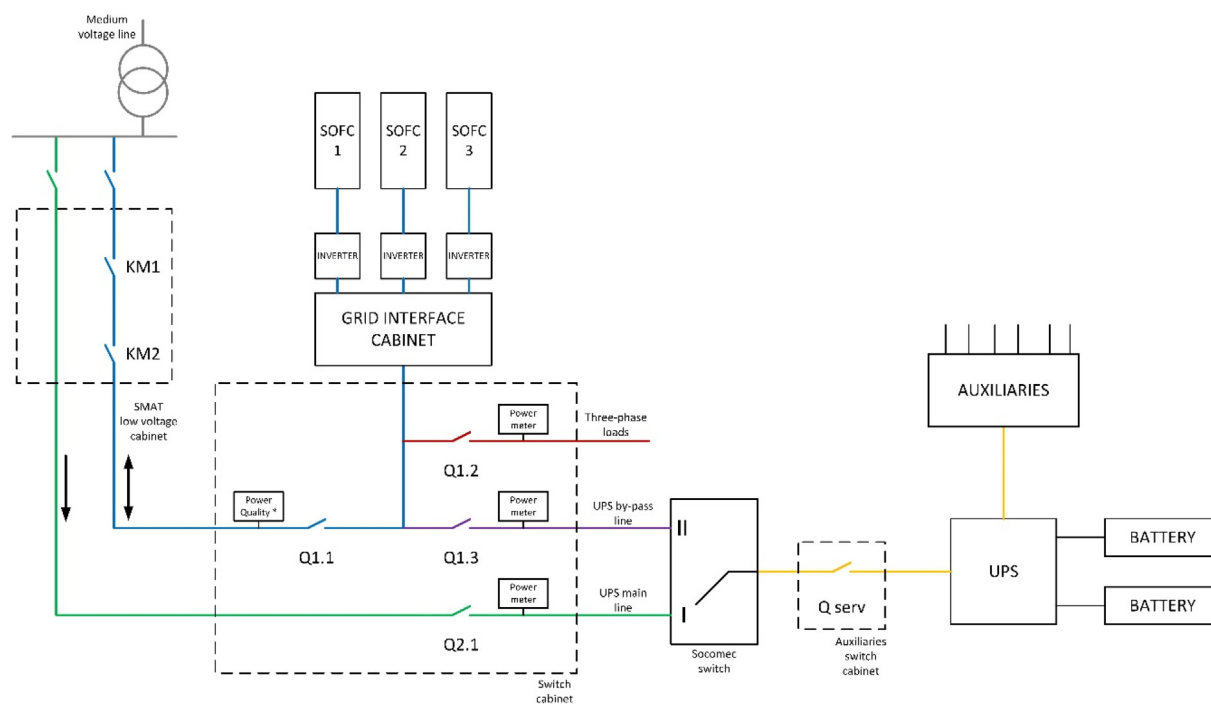 Medium
voltage line
SOFC
1
SOFC
2
SOFC
3
INVERTER
INVERTER
INVERTER
GRID INTERFACE
CABINET
KM1
KM2
SMAT
low voltage
cabinet
Power
meter
Three-phase
loads
Q1.2
Power
Quality *
Q1.1
Power
meter
UPS by-pass
line
Q1.3
Power
meter
UPS main
line
Q2.1
Switch
cabinet
II
I
Socomec
switch
Q serv
Auxiliaries
switch
cabinet
AUXILIARIES
UPS
BATTERY
BATTERY